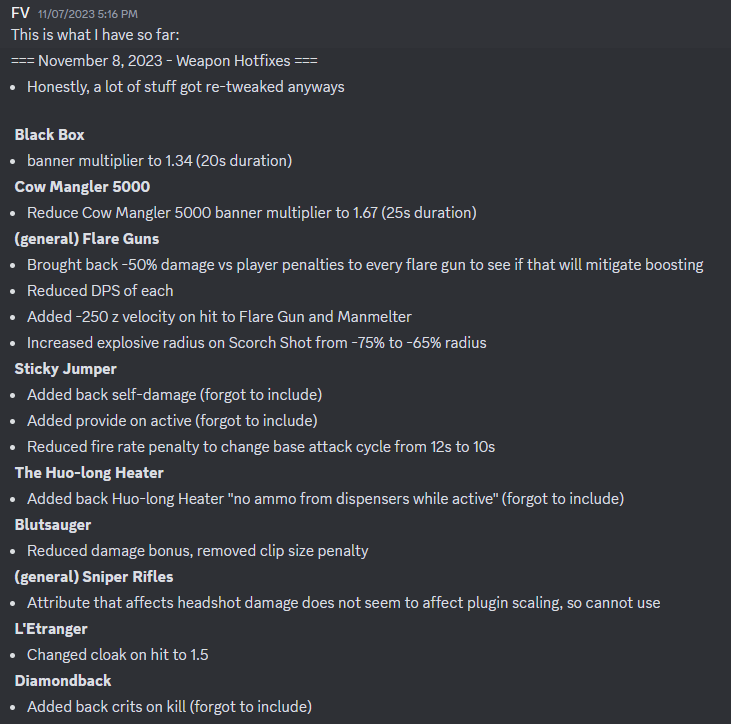 FV 11/07/2023 5:16 PM
This is what I have so far:
=== November 8, 2023 - Weapon Hotfixes ===
• Honestly, a lot of stuff got re-tweaked anyways
Black Box
• banner multiplier to 1.34 (20s duration)
Cow Mangler 5000
• Reduce Cow Mangler 5000 banner multiplier to 1.67 (25s duration)
(general) Flare Guns
• Brought back -50% damage vs player penalties to every flare gun to see if that will mitigate boosting
• Reduced DPS of each
• Added -250 z velocity on hit to Flare Gun and Manmelter
• Increased explosive radius on Scorch Shot from -75% to -65% radius
Sticky Jumper
• Added back self-damage (forgot to include)
• Added provide on active (forgot to include)
• Reduced fire rate penalty to change base attack cycle from 12s to 10s
The Huo-long Heater
• Added back Huo-long Heater "no ammo from dispensers while active" (forgot to include)
Blutsauger
• Reduced damage bonus, removed clip size penalty
(general) Sniper Rifles
• Attribute that affects headshot damage does not seem to affect plugin scaling, so cannot use
L'Etranger
• Changed cloak on hit to 1.5
Diamondback
• Added back crits on kill (forgot to include)